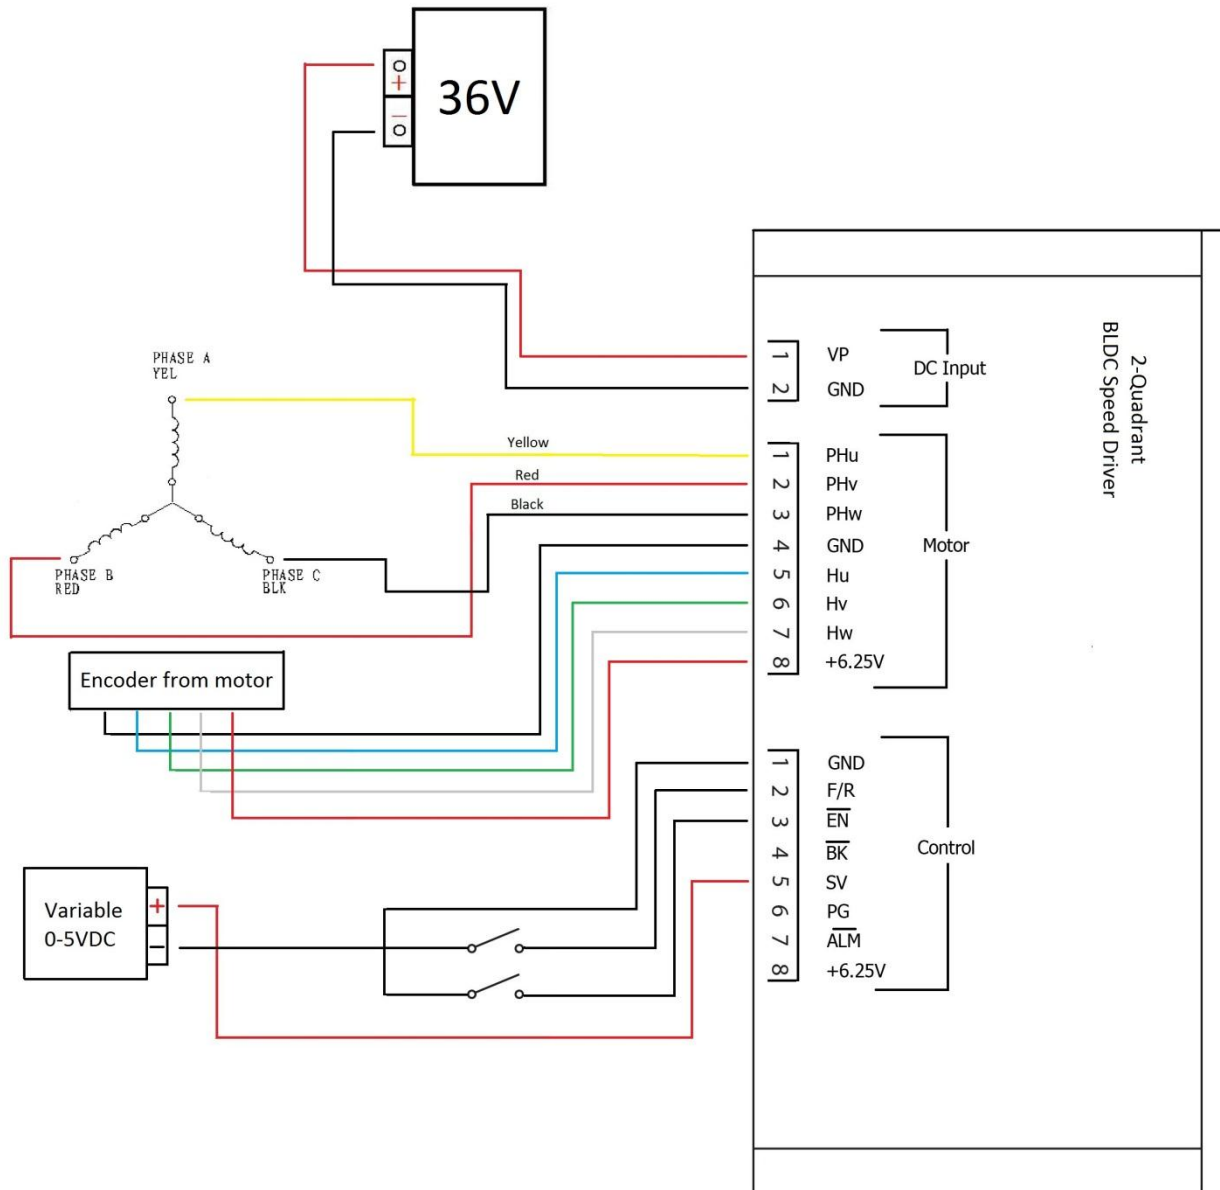 36V
+
−
PHASE A
YEL
PHASE B
RED
PHASE C
BLK
Yellow
Red
Black
Encoder from motor
Variable
0-5VDC
+
−
2-Quadrant
BLDC Speed Driver
1 VP
2 GND
DC Input
1 PHu
2 PHv
3 PHw
4 GND
5 Hu
6 Hv
7 Hw
8 +6.25V
Motor
1 GND
2 F/R
3 E̅N̅
4 B̅K̅
5 SV
6 PG
7 A̅L̅M̅
8 +6.25V
Control